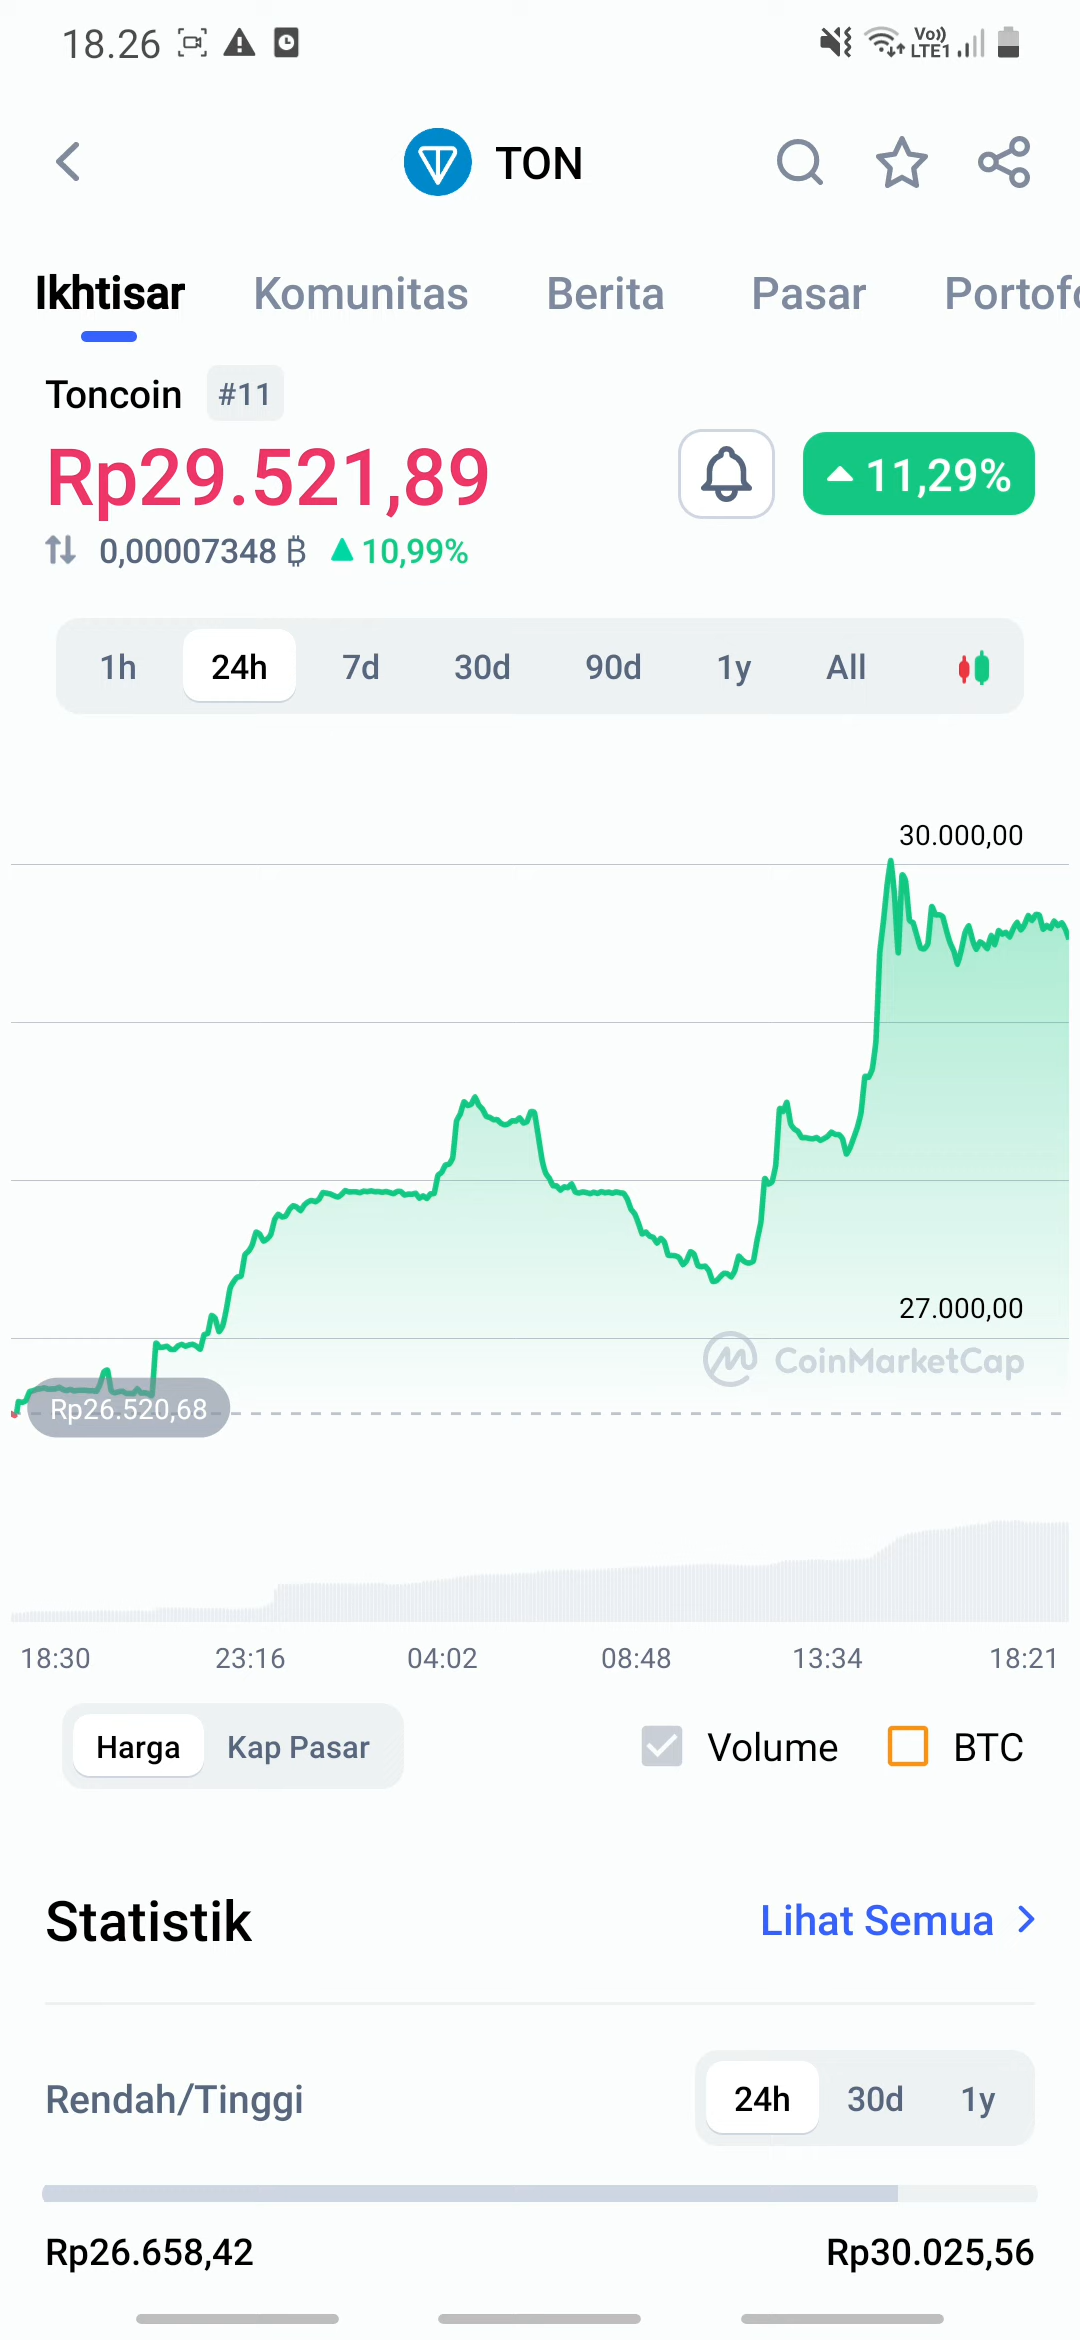 18.26
Vo)) LTE1
TON
Ikhtisar Komunitas Berita Pasar Portofo
Toncoin #11
Rp29.521,89
11,29%
0,00007348 ₿ 10,99%
1h 24h 7d 30d 90d 1y All
30.000,00
27.000,00
CoinMarketCap
Rp26.520,68
18:30 23:16 04:02 08:48 13:34 18:21
Harga Kap Pasar Volume BTC
Statistik Lihat Semua
Rendah/Tinggi 24h 30d 1y
Rp26.658,42 Rp30.025,56